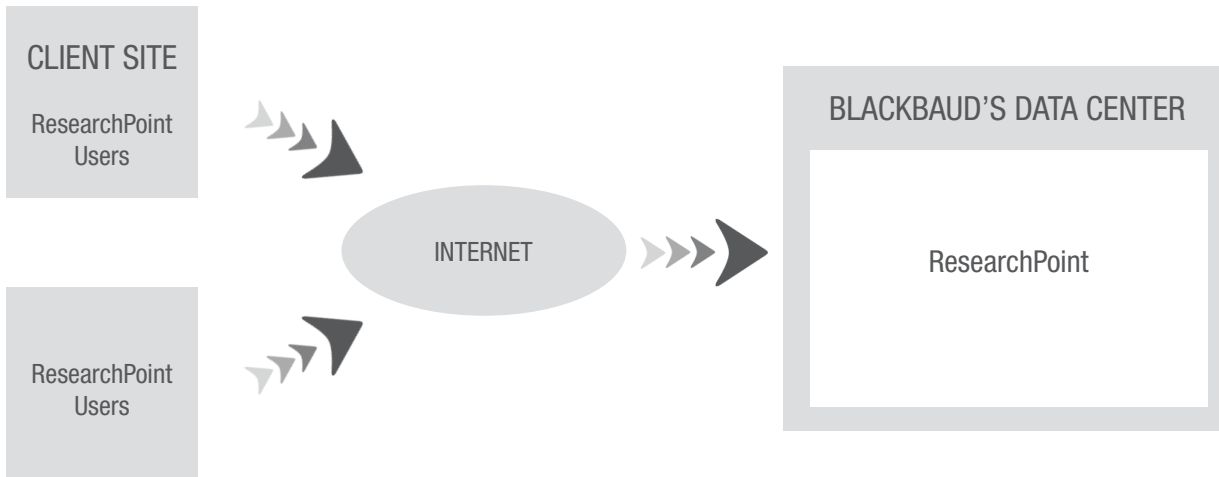 CLIENT SITE
ResearchPoint
Users
INTERNET
BLACKBAUD'S DATA CENTER
ResearchPoint
ResearchPoint
Users